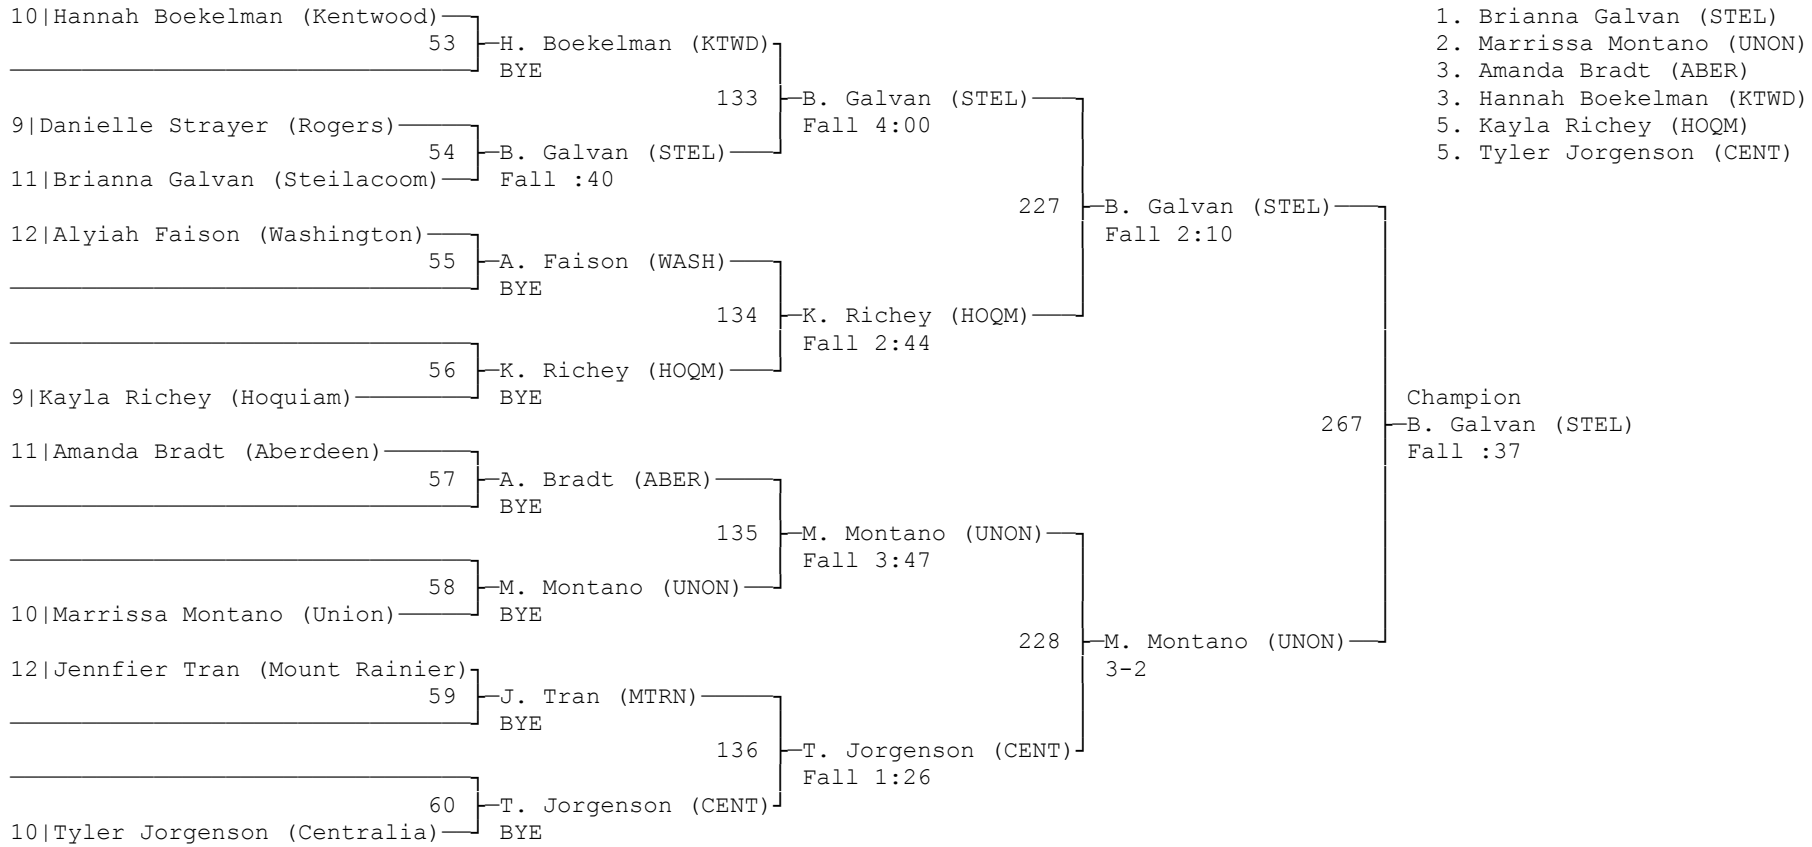 10|Hannah Boekelman (Kentwood)
1. Brianna Galvan (STEL)
53 H. Boekelman (KTWD)
2. Marrissa Montano (UNON)
BYE
3. Amanda Bradt (ABER)
133 B. Galvan (STEL)
3. Hannah Boekelman (KTWD)
9|Danielle Strayer (Rogers)
Fall 4:00
5. Kayla Richey (HOQM)
54 B. Galvan (STEL)
5. Tyler Jorgenson (CENT)
11|Brianna Galvan (Steilacoom)
Fall :40
227 B. Galvan (STEL)
12|Alyiah Faison (Washington)
Fall 2:10
55 A. Faison (WASH)
BYE
134 K. Richey (HOQM)
Fall 2:44
56 K. Richey (HOQM)
9|Kayla Richey (Hoquiam)
BYE
Champion
267 B. Galvan (STEL)
11|Amanda Bradt (Aberdeen)
Fall :37
57 A. Bradt (ABER)
BYE
135 M. Montano (UNON)
Fall 3:47
58 M. Montano (UNON)
10|Marrissa Montano (Union)
BYE
228 M. Montano (UNON)
12|Jennfier Tran (Mount Rainier)
3-2
59 J. Tran (MTRN)
BYE
136 T. Jorgenson (CENT)
Fall 1:26
60 T. Jorgenson (CENT)
10|Tyler Jorgenson (Centralia)
BYE